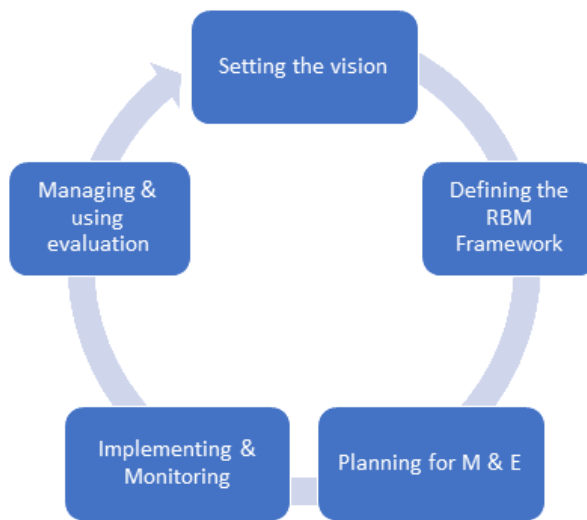 Setting the vision
Defining the
RBM
Framework
Planning for M & E
Implementing &
Monitoring
Managing &
using
evaluation